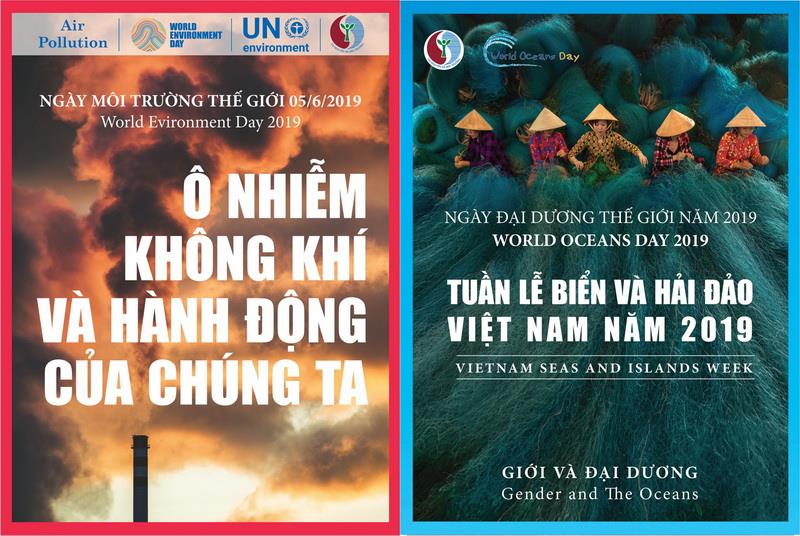 Air
Pollution
WORLD
ENVIRONMENT
DAY
UN
environment
NGÀY MÔI TRƯỜNG THẾ GIỚI 05/6/2019
World Evironment Day 2019
Ô NHIỄM
KHÔNG KHÍ
VÀ HÀNH ĐỘNG
CỦA CHÚNG TA
World Oceans Day
NGÀY ĐẠI DƯƠNG THẾ GIỚI NĂM 2019
WORLD OCEANS DAY 2019
TUẦN LỄ BIỂN VÀ HẢI ĐẢO
VIỆT NAM NĂM 2019
VIETNAM SEAS AND ISLANDS WEEK
GIỚI VÀ ĐẠI DƯƠNG
Gender and The Oceans